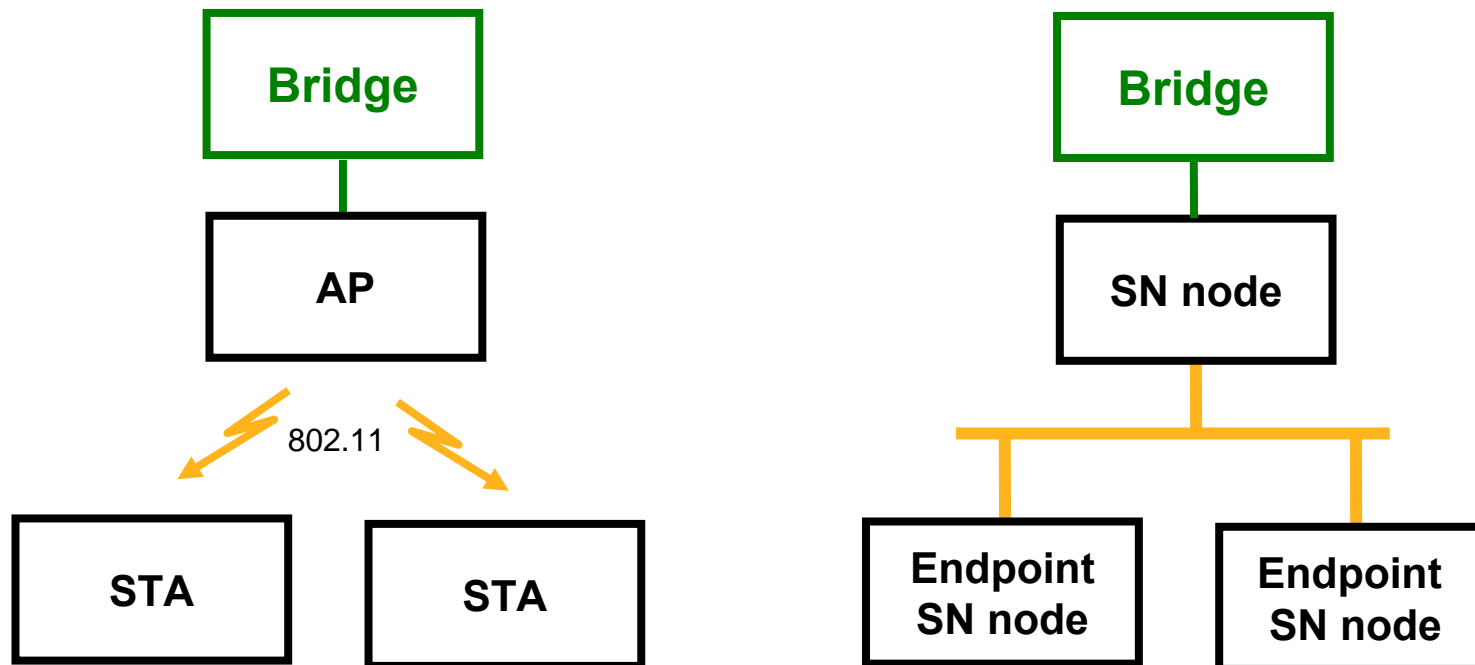 Bridge
AP
802.11
STA
STA
Bridge
SN node
Endpoint
SN node
Endpoint
SN node